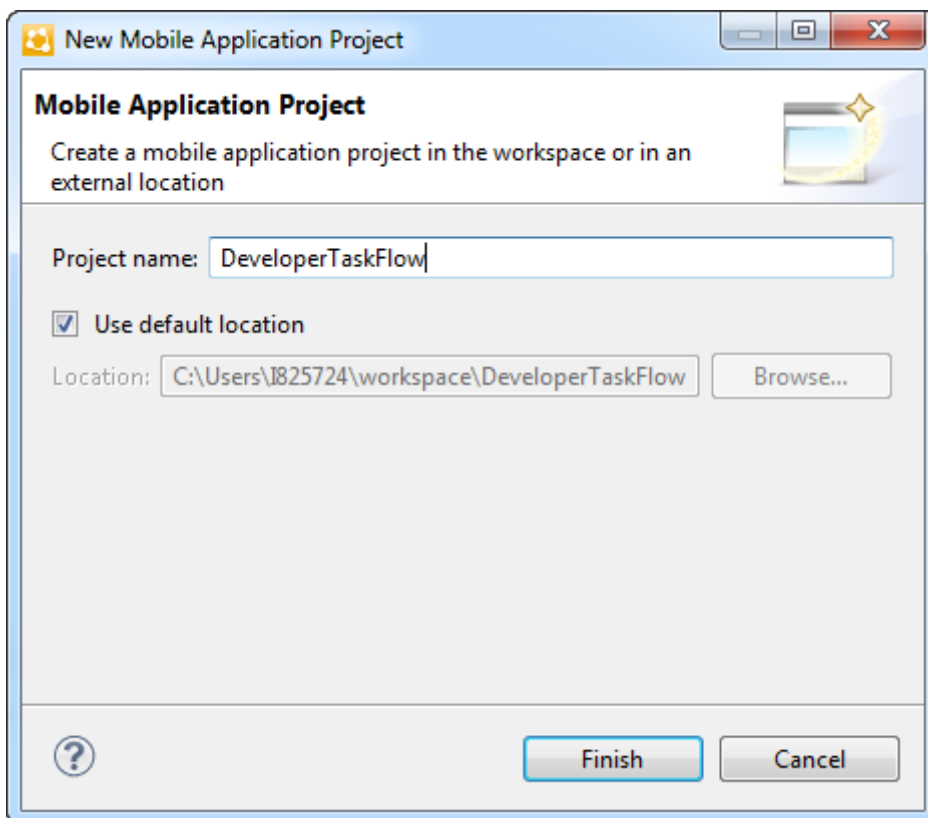 New Mobile Application Project
Mobile Application Project
Create a mobile application project in the workspace or in an
external location
Project name: DeveloperTaskFlow
Use default location
Location: C:\Users\I825724\workspace\DeveloperTaskFlow Browse...
Finish Cancel